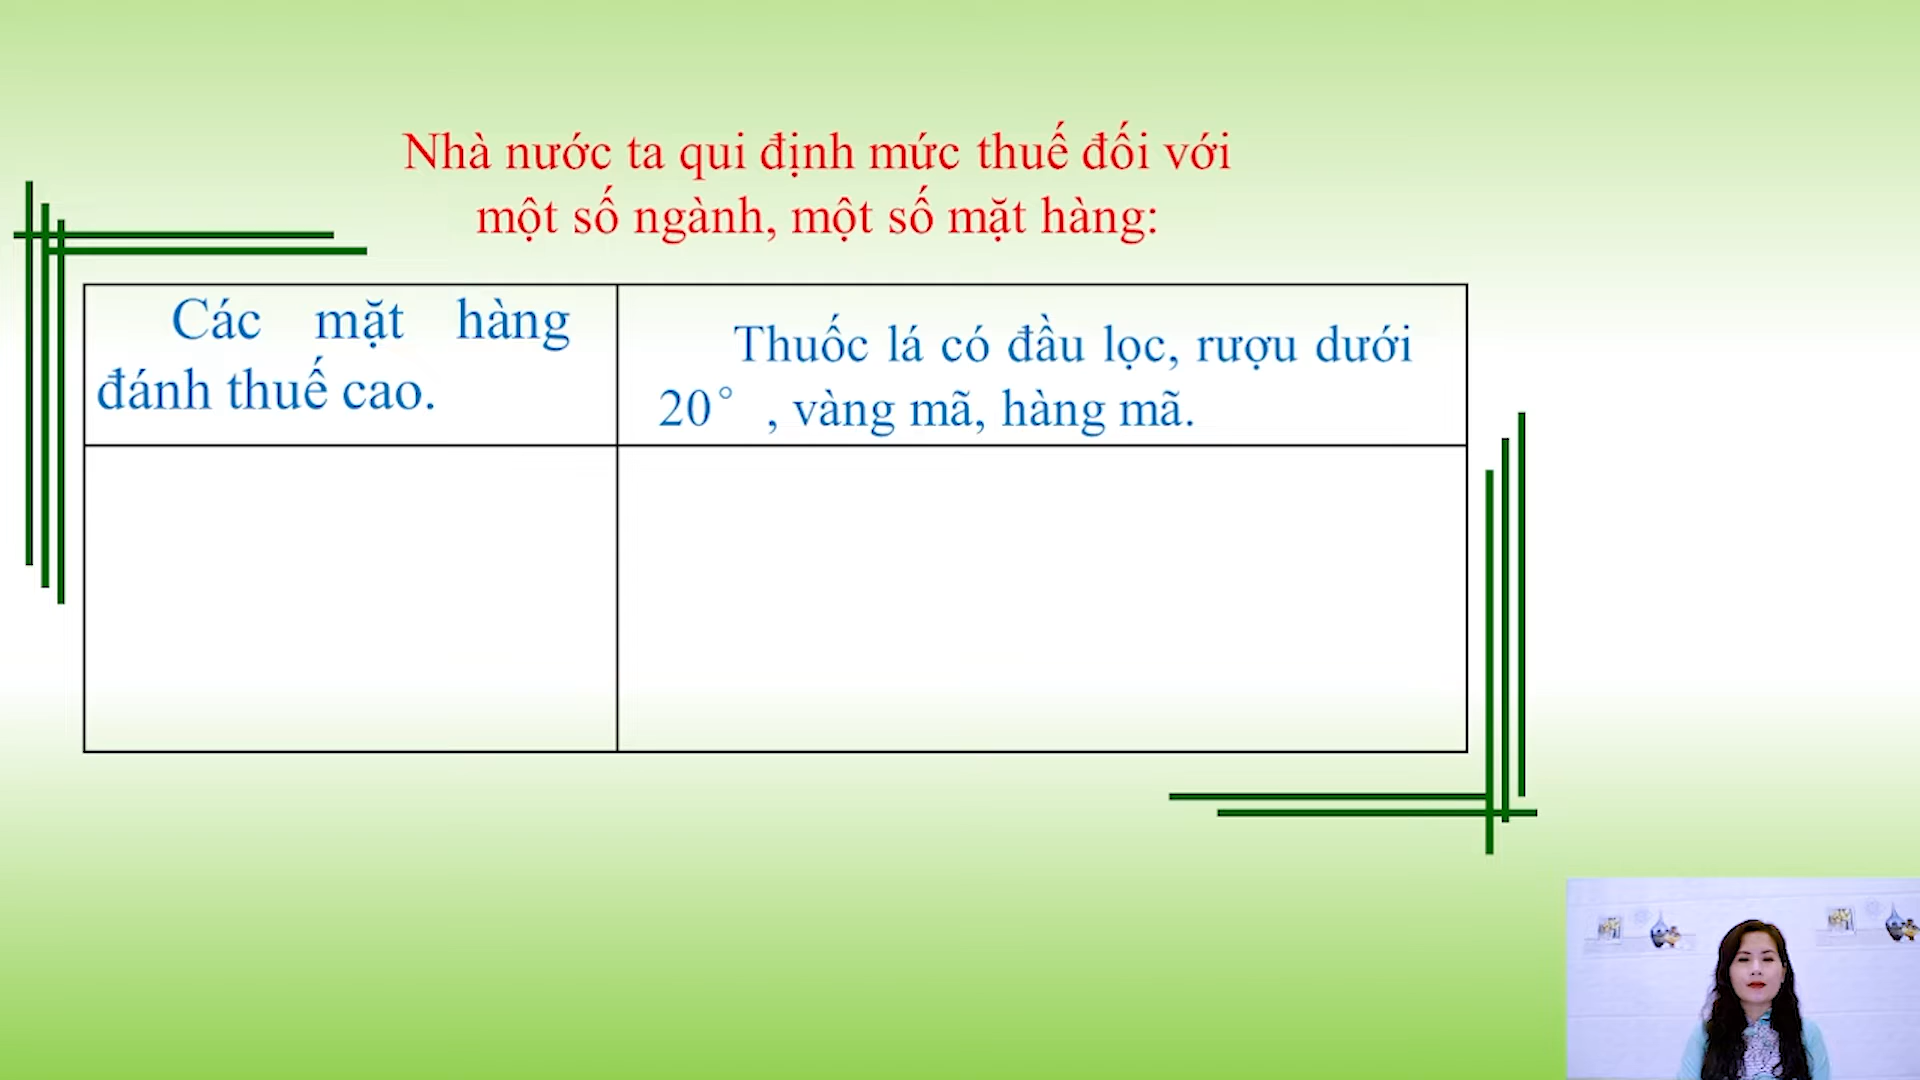 Nhà nước ta qui định mức thuế đối với
một số ngành, một số mặt hàng:
Các mặt hàng
đánh thuế cao.
Thuốc lá có đầu lọc, rượu dưới
20° , vàng mã, hàng mã.